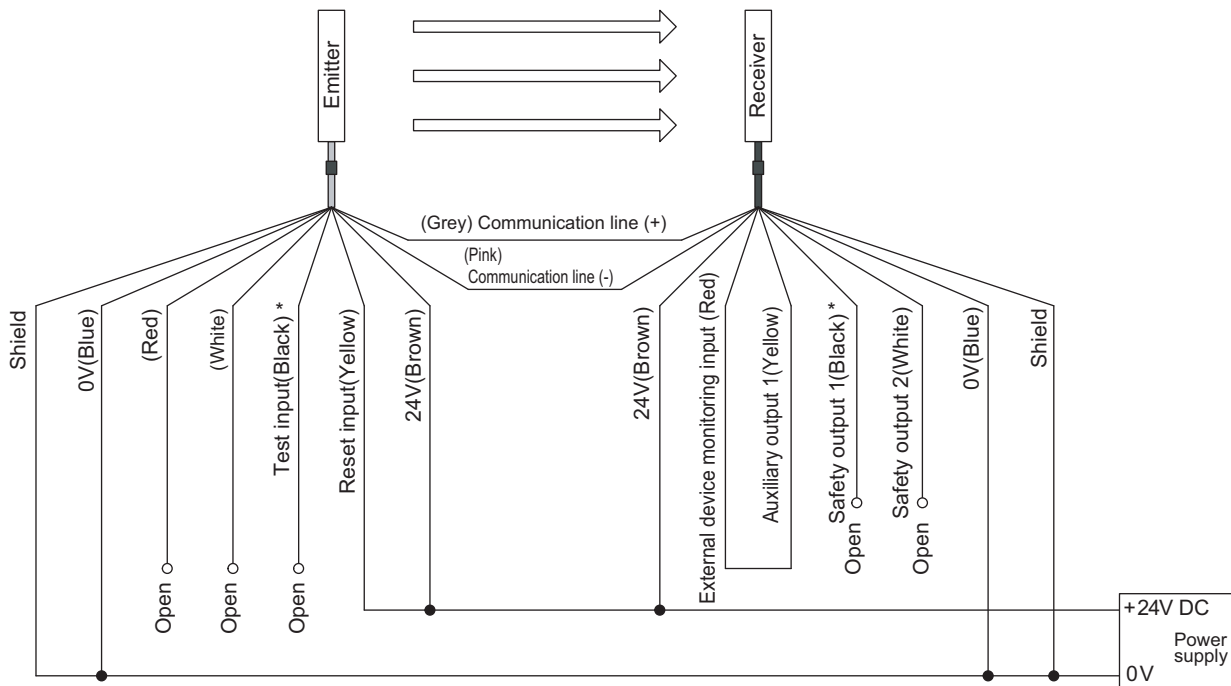 Emitter
Receiver
(Grey) Communication line (+)
(Pink)
Communication line (-)
Shield
0V(Blue)
(Red)
(White)
Test input(Black) *
Reset input(Yellow)
24V(Brown)
24V(Brown)
External device monitoring input (Red)
Auxiliary output 1(Yellow)
Safety output 1(Black) *
Safety output 2(White)
0V(Blue)
Shield
Open
Open
Open
Open
Open
+24V DC
Power
supply
0V